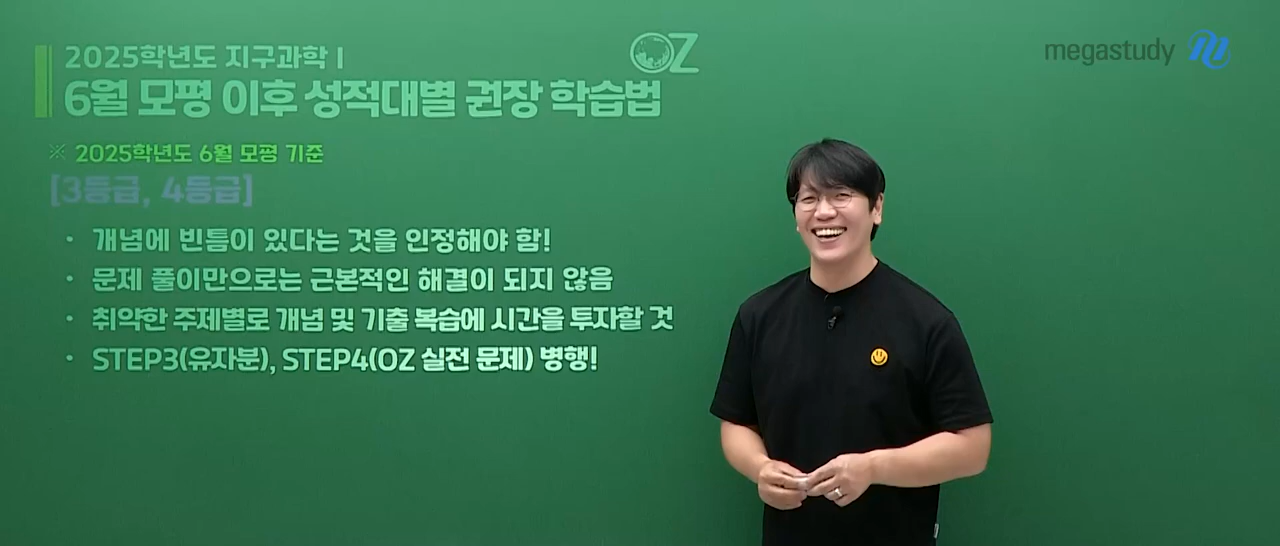 2025학년도 지구과학 I
OZ
megastudy
6월 모평 이후 성적대별 권장 학습법
※ 2025학년도 6월 모평 기준
[3등급, 4등급]
• 개념에 빈틈이 있다는 것을 인정해야 함!
• 문제 풀이만으로는 근본적인 해결이 되지 않음
• 취약한 주제별로 개념 및 기출 복습에 시간을 투자할 것
• STEP3(유자분), STEP4(OZ 실전 문제) 병행!